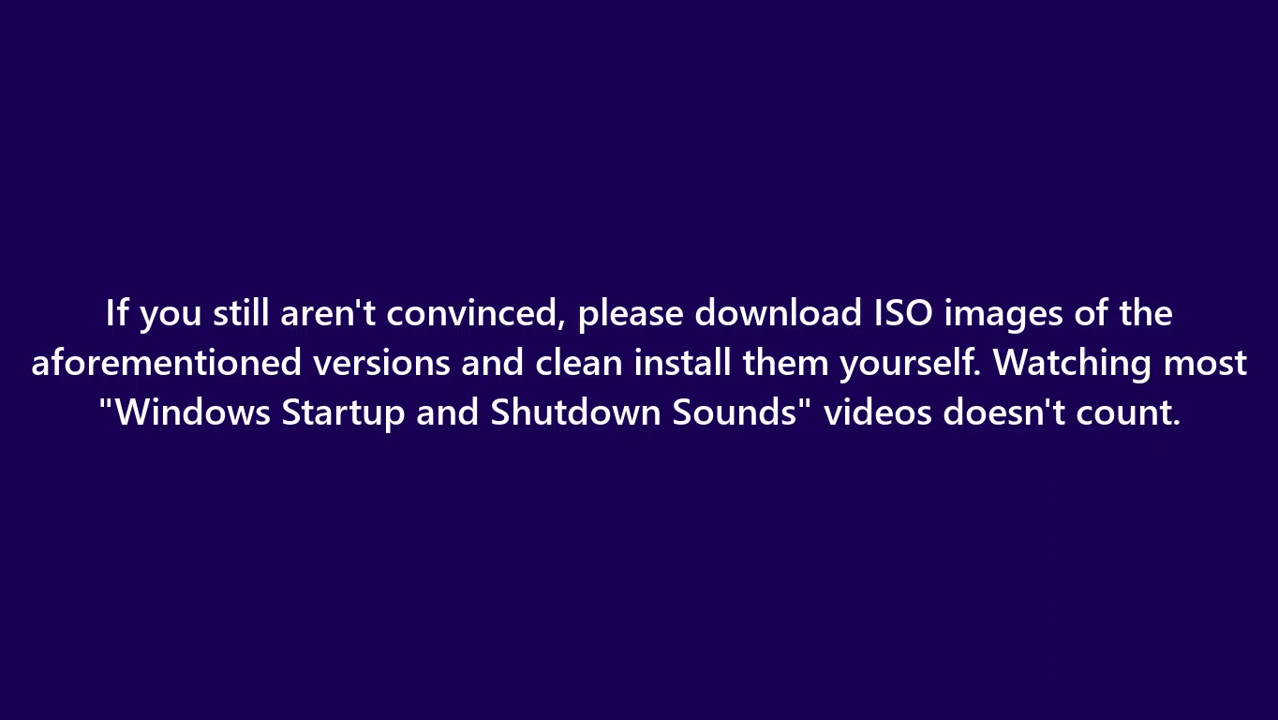 If you still aren't convinced, please download ISO images of the
aforementioned versions and clean install them yourself. Watching most
"Windows Startup and Shutdown Sounds" videos doesn't count.